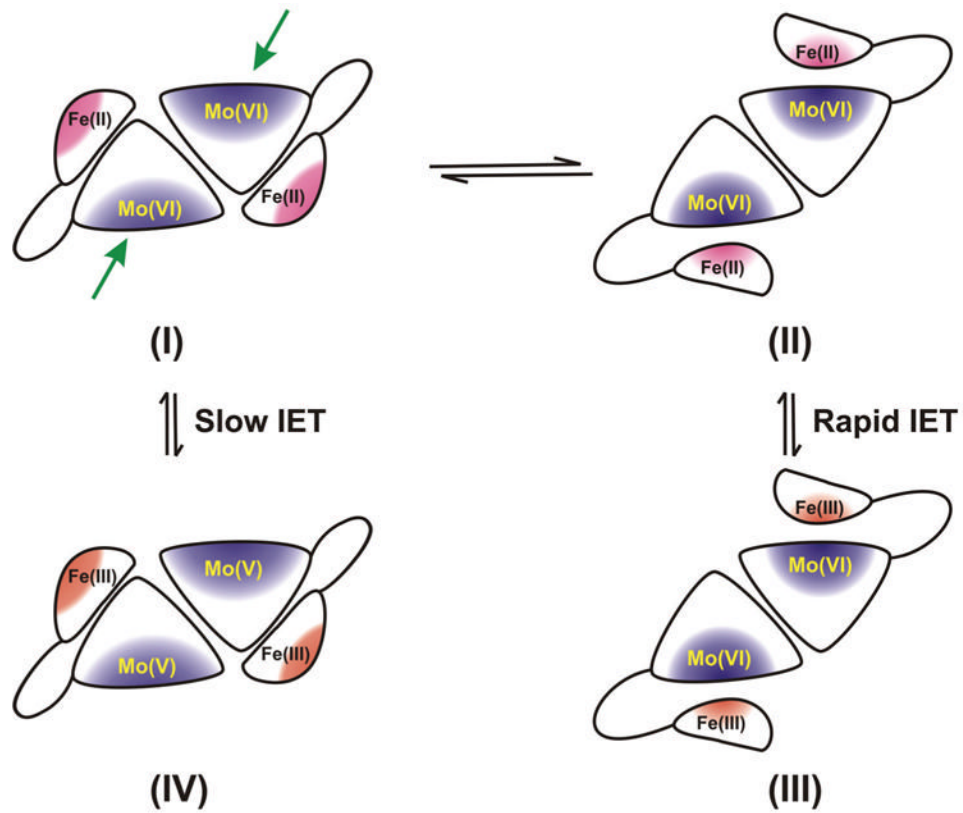 Fe(II)
Mo(VI)
Mo(VI)
Fe(II)
(I)
Fe(II)
Mo(VI)
Mo(VI)
Fe(II)
(II)
Slow IET
Rapid IET
Fe(III)
Mo(V)
Mo(V)
Fe(III)
(IV)
Fe(III)
Mo(VI)
Mo(VI)
Fe(III)
(III)